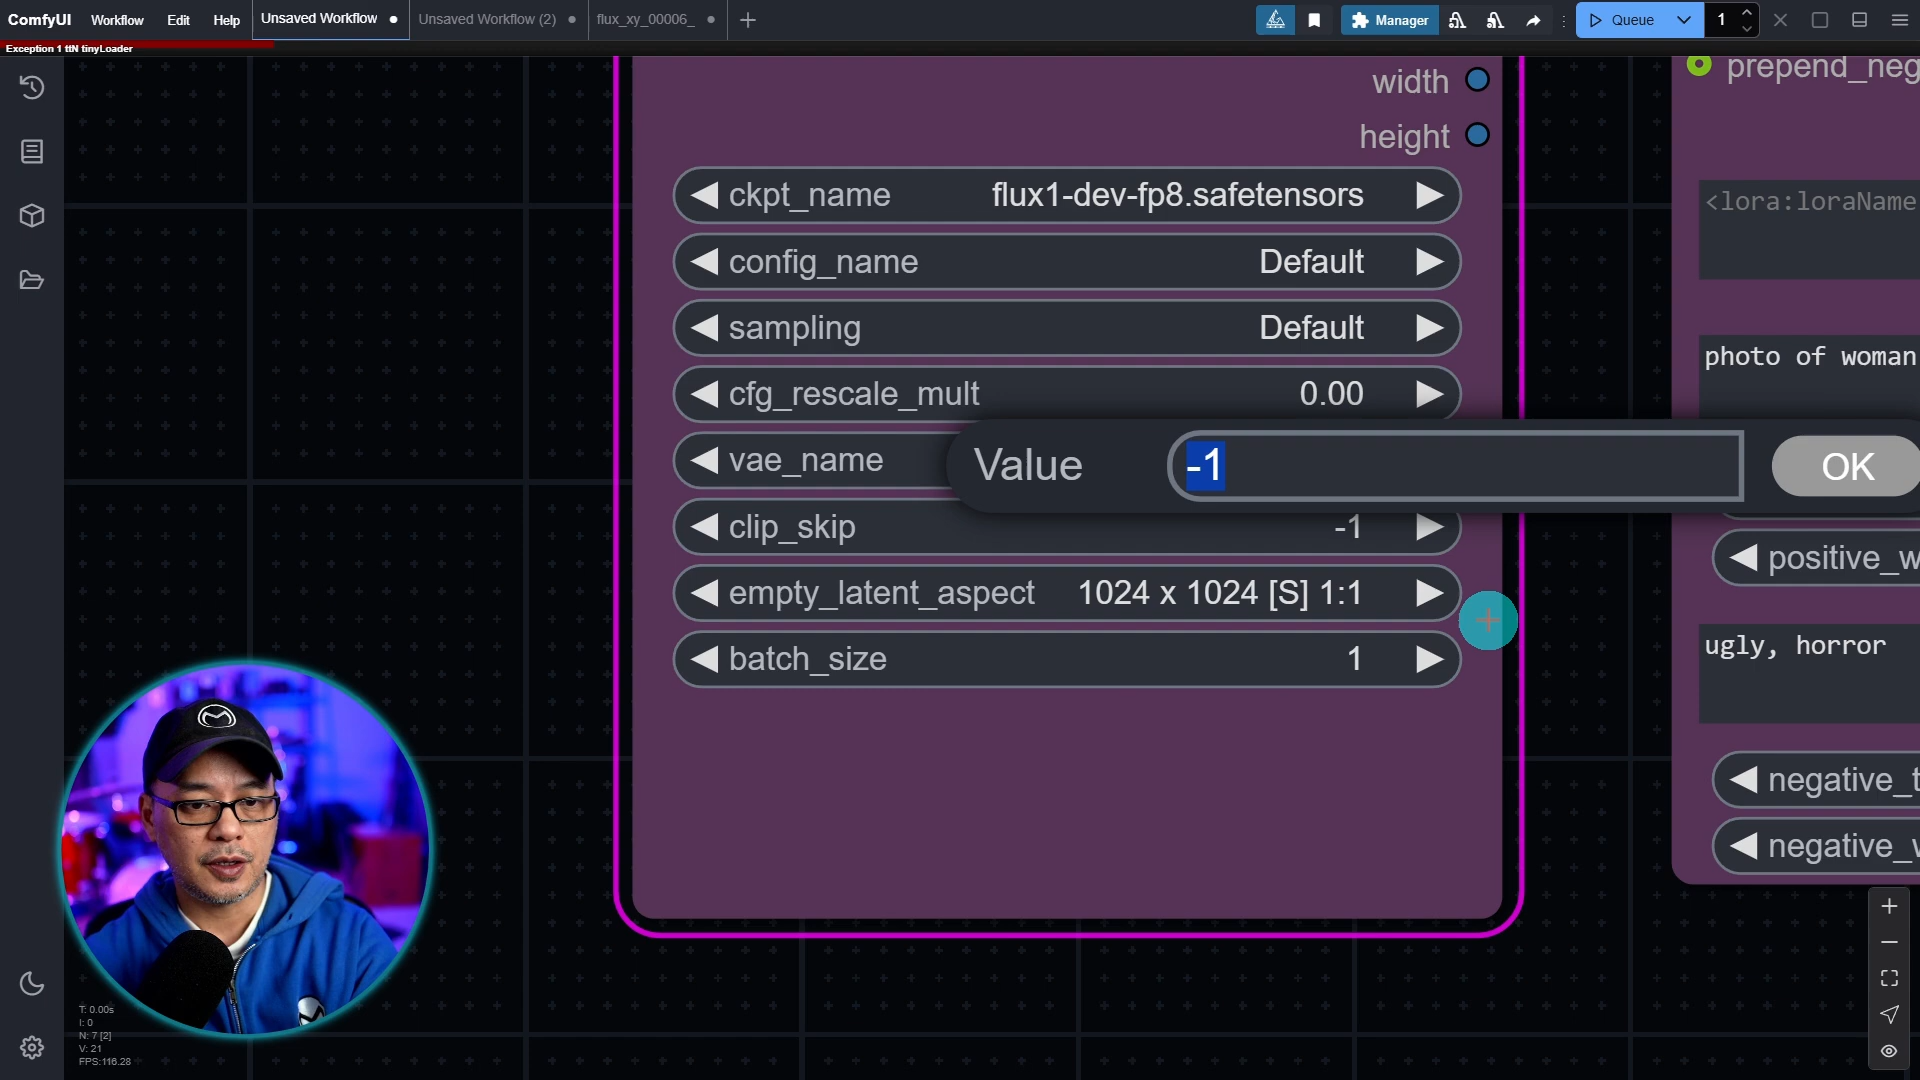 ComfyUI Workflow Edit Help Unsaved Workflow Unsaved Workflow (2) flux_xy_00006_ Manager Queue 1
Exception 1 ttN tinyLoader
width
height
prepend_neg
ckpt_name flux1-dev-fp8.safetensors
<lora:loraName
config_name Default
sampling Default
photo of woman
cfg_rescale_mult 0.00
vae_name
Value -1 OK
clip_skip -1
positive_w
empty_latent_aspect 1024 x 1024 [S] 1:1
batch_size 1
ugly, horror
negative_t
negative_w
T: 0.00s
I: 0
N: 7 [2]
V: 21
FPS:116.28